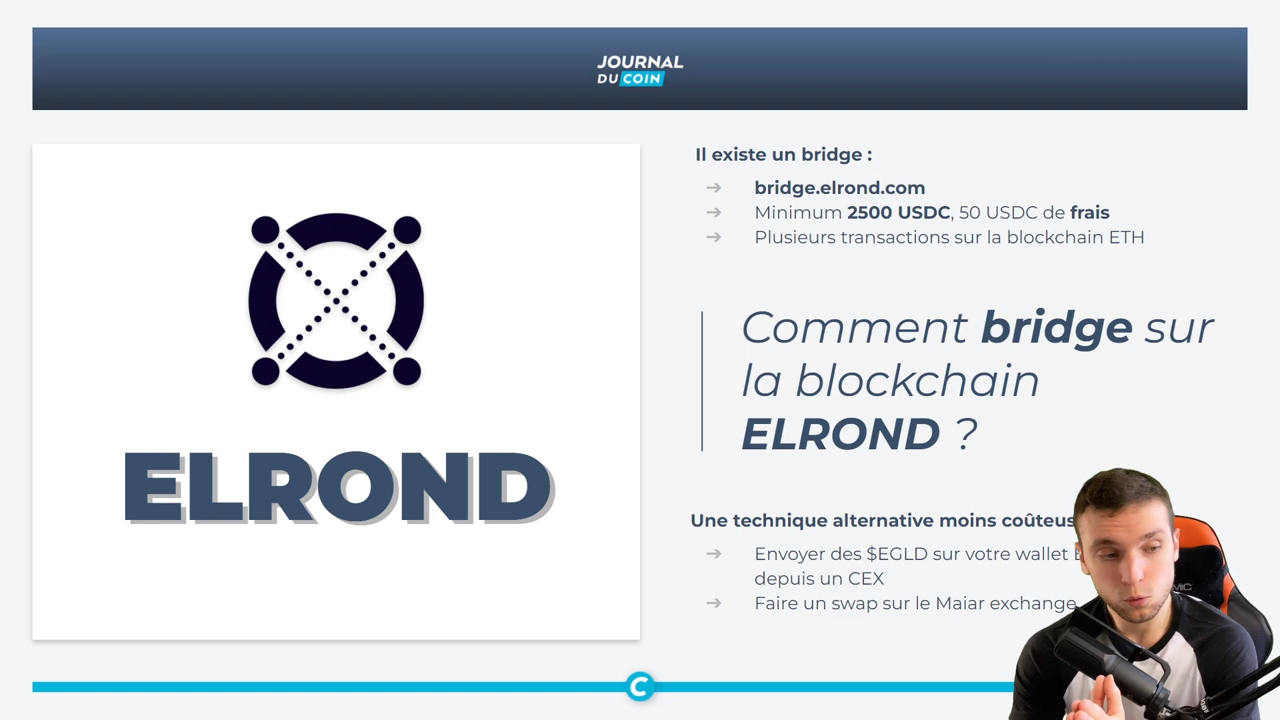 JOURNAL
DU COIN
Il existe un bridge :
➔ bridge.elrond.com
➔ Minimum 2500 USDC, 50 USDC de frais
➔ Plusieurs transactions sur la blockchain ETH
Comment bridge sur
la blockchain
ELROND ?
ELROND
Une technique alternative moins
➔ Envoyer des $EGLD sur votre wallet
depuis un CEX
➔ Faire un swap sur le Maiar exchange
C